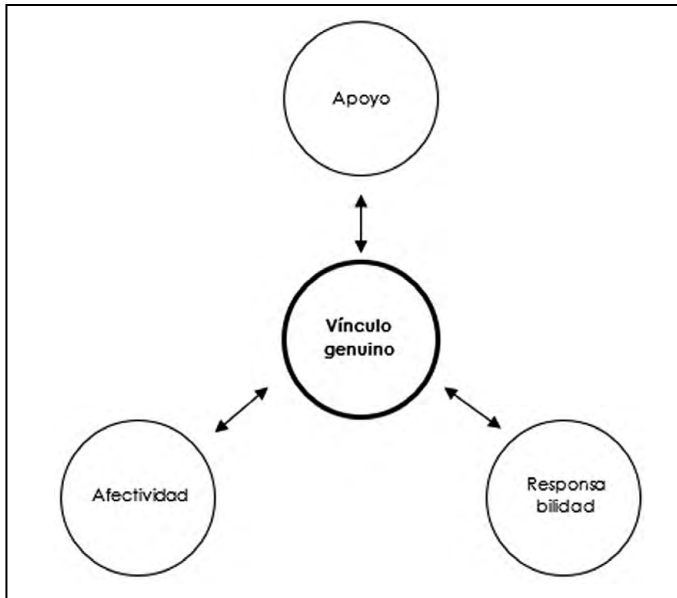 Apoyo
Vínculo
genuino
Afectividad
Responsa
bilidad